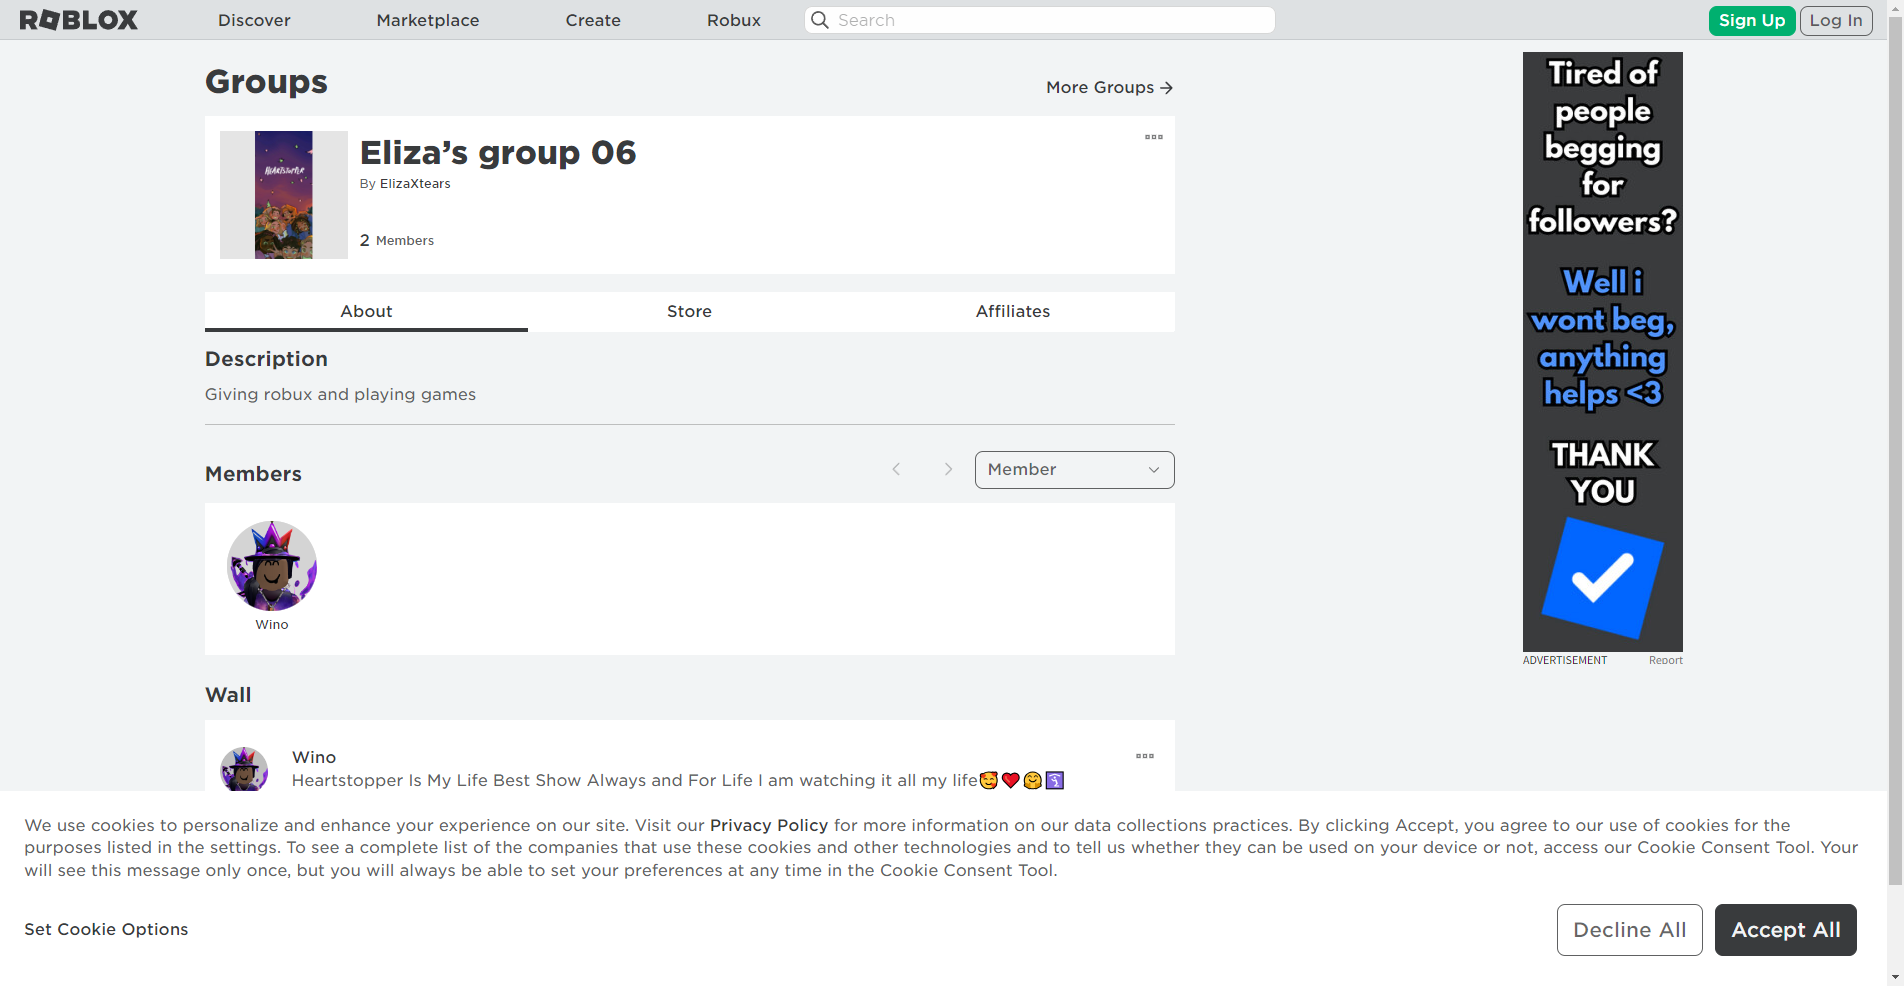 ROBLOX
Discover
Marketplace
Create
Robux
Search
Sign Up
Log In
Groups
More Groups
HEARTSTOPPER
Eliza’s group 06
By ElizaXtears
2 Members
About
Store
Affiliates
Description
Giving robux and playing games
Members
Member
Wino
Wall
Wino
Heartstopper Is My Life Best Show Always and For Life I am watching it all my life🥰❤️🤗🛐
Tired of
people
begging
for
followers?
Well i
wont beg,
anything
helps <3
THANK
YOU
ADVERTISEMENT
Report
We use cookies to personalize and enhance your experience on our site. Visit our Privacy Policy for more information on our data collections practices. By clicking Accept, you agree to our use of cookies for the
purposes listed in the settings. To see a complete list of the companies that use these cookies and other technologies and to tell us whether they can be used on your device or not, access our Cookie Consent Tool. Your
will see this message only once, but you will always be able to set your preferences at any time in the Cookie Consent Tool.
Set Cookie Options
Decline All
Accept All